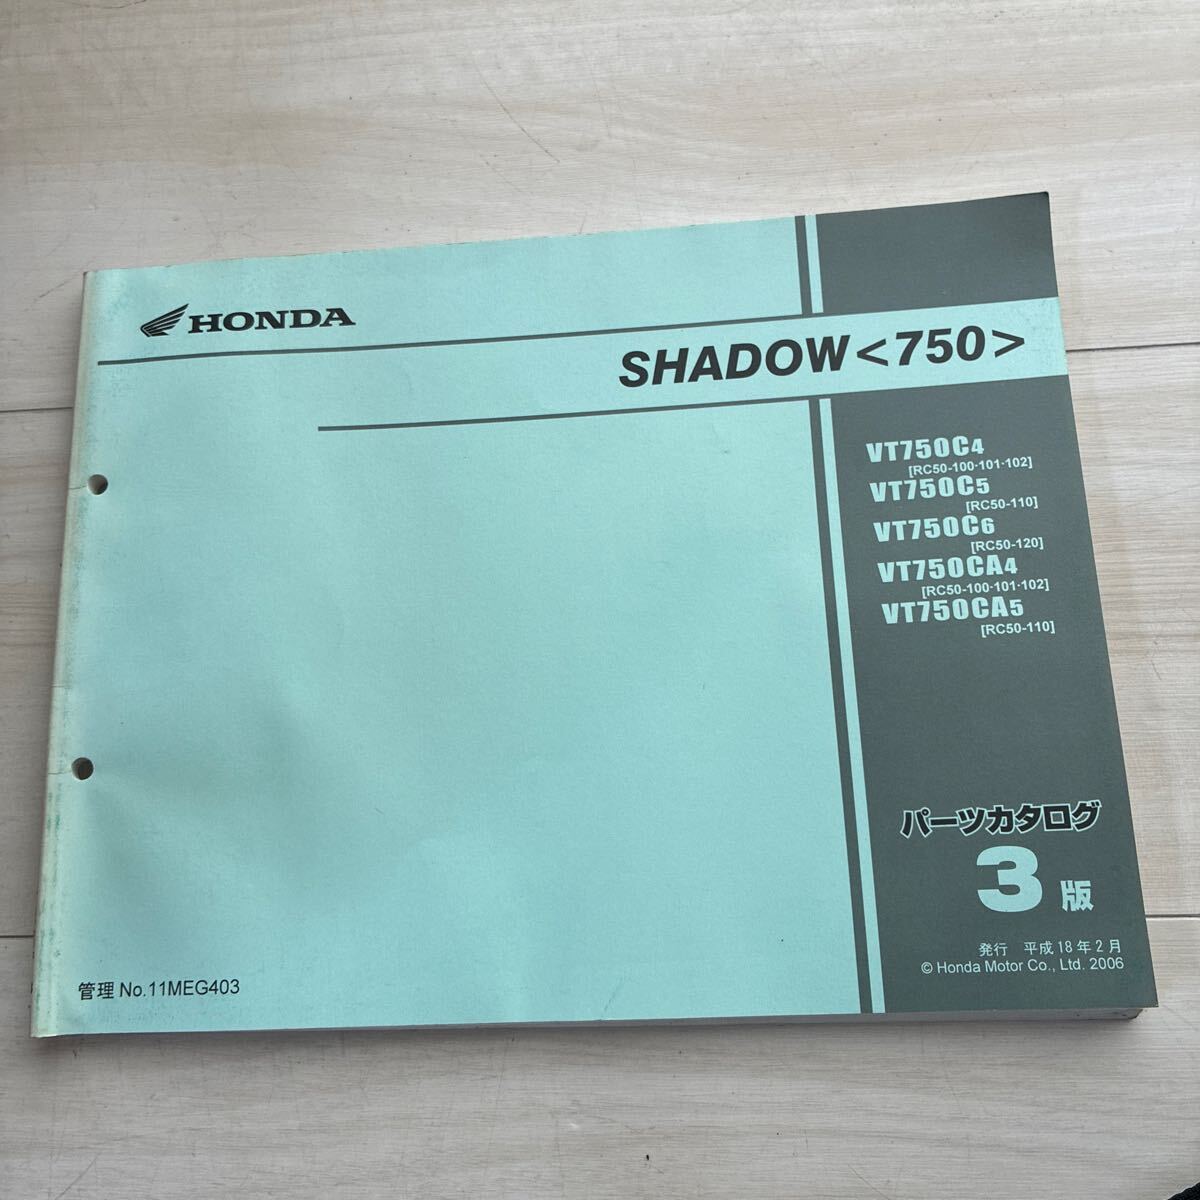 HONDA
SHADOW<750>
VT750C4
[RC50-100·101·102]
VT750C5
[RC50-110]
VT750C6
[RC50-120]
VT750CA4
[RC50-100·101·102]
VT750CA5
[RC50-110]
パーツカタログ
3版
発行 平成18年2月
© Honda Motor Co., Ltd. 2006
管理 No.11MEG403